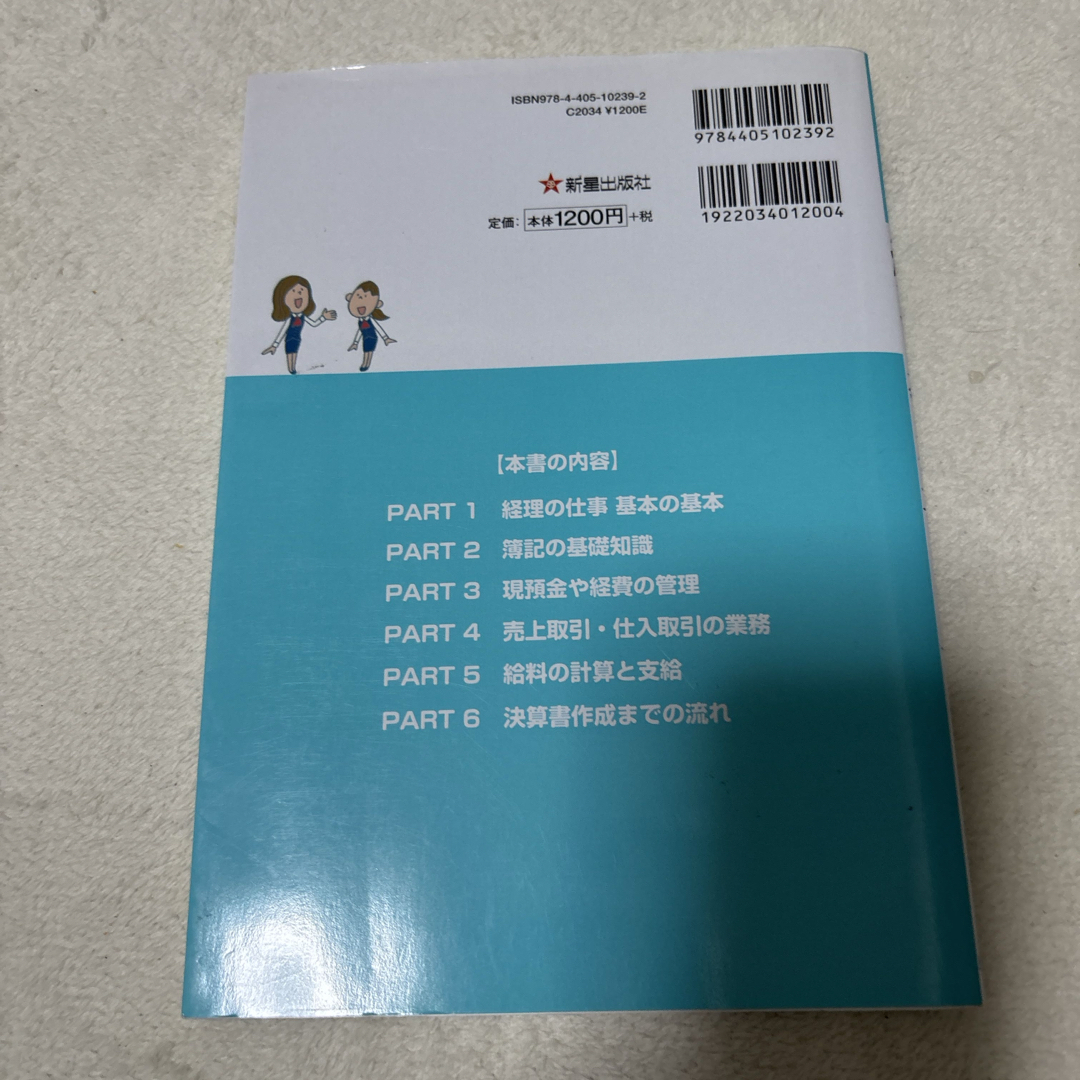 ISBN978-4-405-10239-2
C2034 ¥1200E
9784405102392
新星出版社
定価: 本体1200円+税
1922034012004
【本書の内容】
PART 1 経理の仕事 基本の基本
PART 2 簿記の基礎知識
PART 3 現預金や経費の管理
PART 4 売上取引・仕入取引の業務
PART 5 給料の計算と支給
PART 6 決算書作成までの流れ